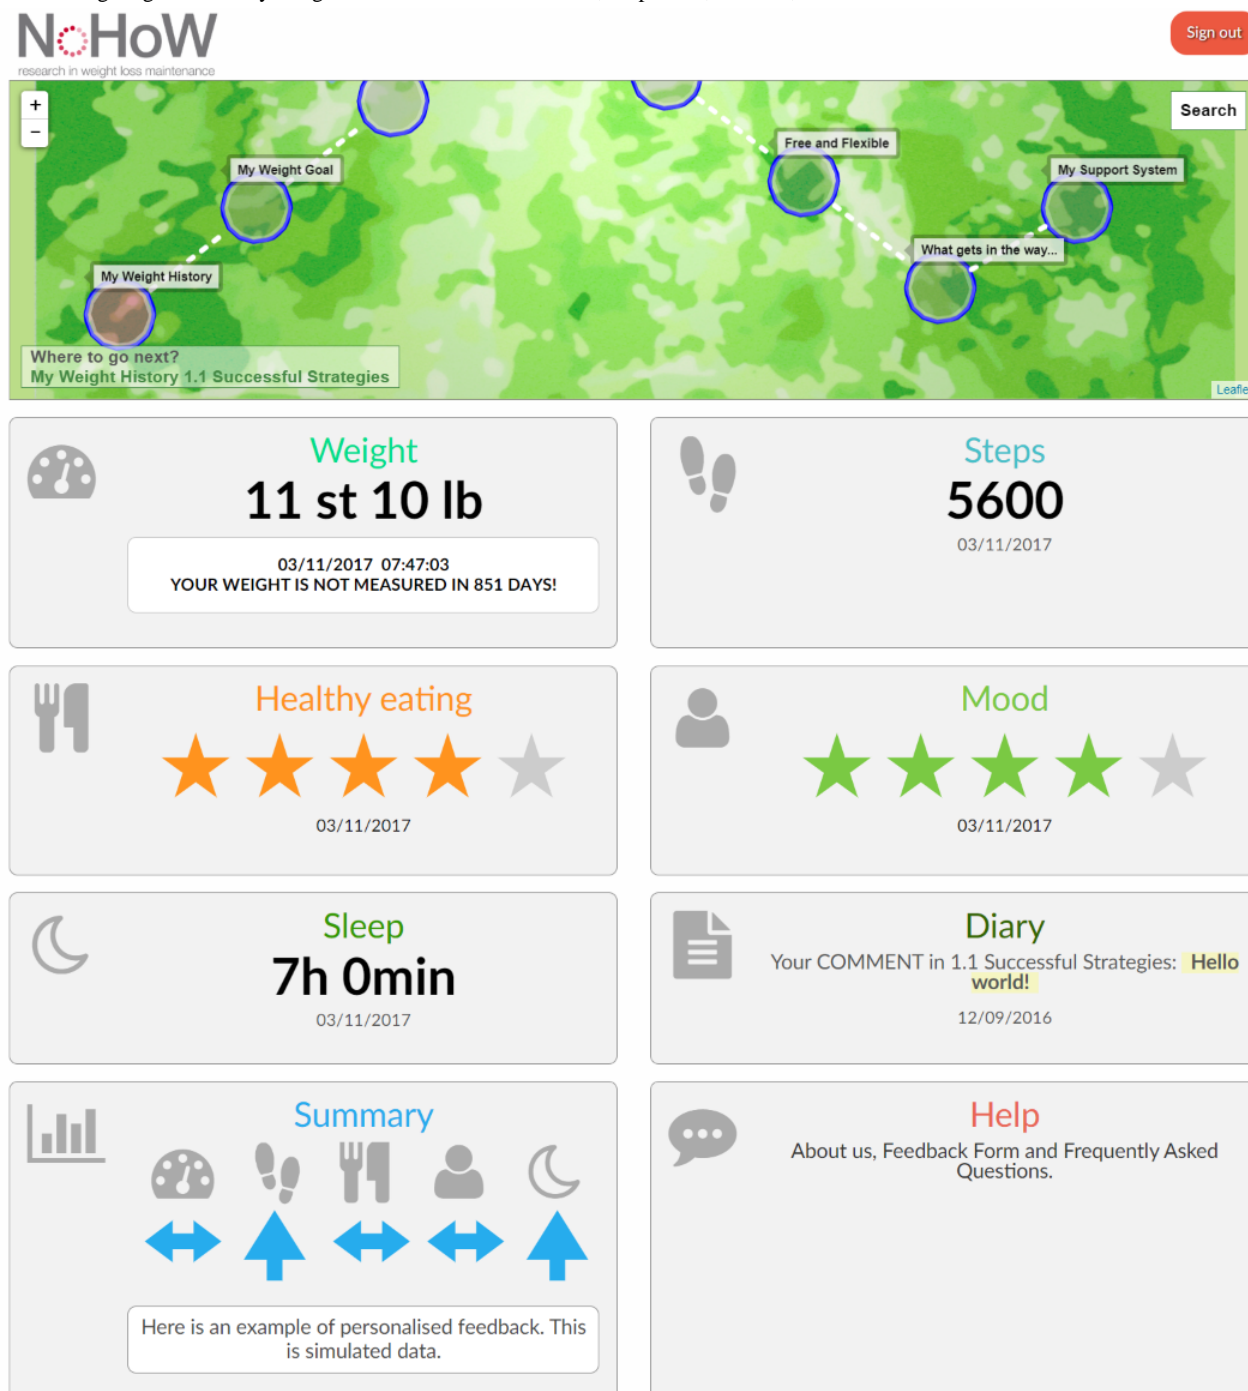 NoHoW
research in weight loss maintenance
Sign out
+
−
Search
Free and Flexible
My Weight Goal
My Support System
What gets in the way...
My Weight History
Where to go next?
My Weight History 1.1 Successful Strategies
Leafle
Weight
11 st 10 lb
03/11/2017 07:47:03
YOUR WEIGHT IS NOT MEASURED IN 851 DAYS!
Steps
5600
03/11/2017
Healthy eating
03/11/2017
Mood
03/11/2017
Sleep
7h 0min
03/11/2017
Diary
Your COMMENT in 1.1 Successful Strategies: Hello
world!
12/09/2016
Summary
Here is an example of personalised feedback. This
is simulated data.
Help
About us, Feedback Form and Frequently Asked
Questions.